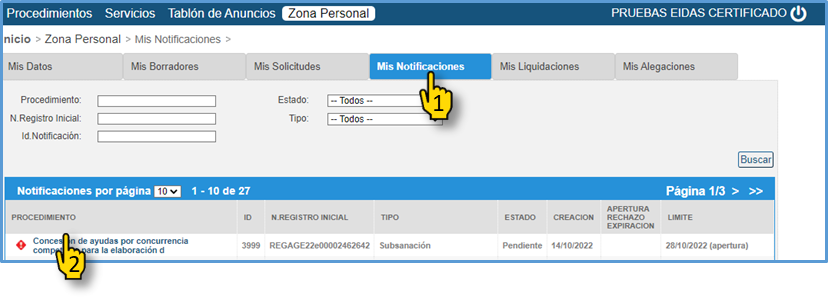 Procedimientos Servicios Tablón de Anuncios Zona Personal PRUEBAS EIDAS CERTIFICADO
nicio > Zona Personal > Mis Notificaciones >
Mis Datos Mis Borradores Mis Solicitudes Mis Notificaciones Mis Liquidaciones Mis Alegaciones
1
Procedimiento: Estado: -- Todos --
N.Registro Inicial: Tipo: -- Todos --
Id.Notificación:
Buscar
Notificaciones por página 10 1 - 10 de 27 Página 1/3 > >>
PROCEDIMIENTO ID N.REGISTRO INICIAL TIPO ESTADO CREACION APERTURA RECHAZO EXPIRACION LIMITE
Concesión de ayudas por concurrencia
para la elaboración d 3999 REGAGE22e00002462642 Subsanación Pendiente 14/10/2022 28/10/2022 (apertura)
2